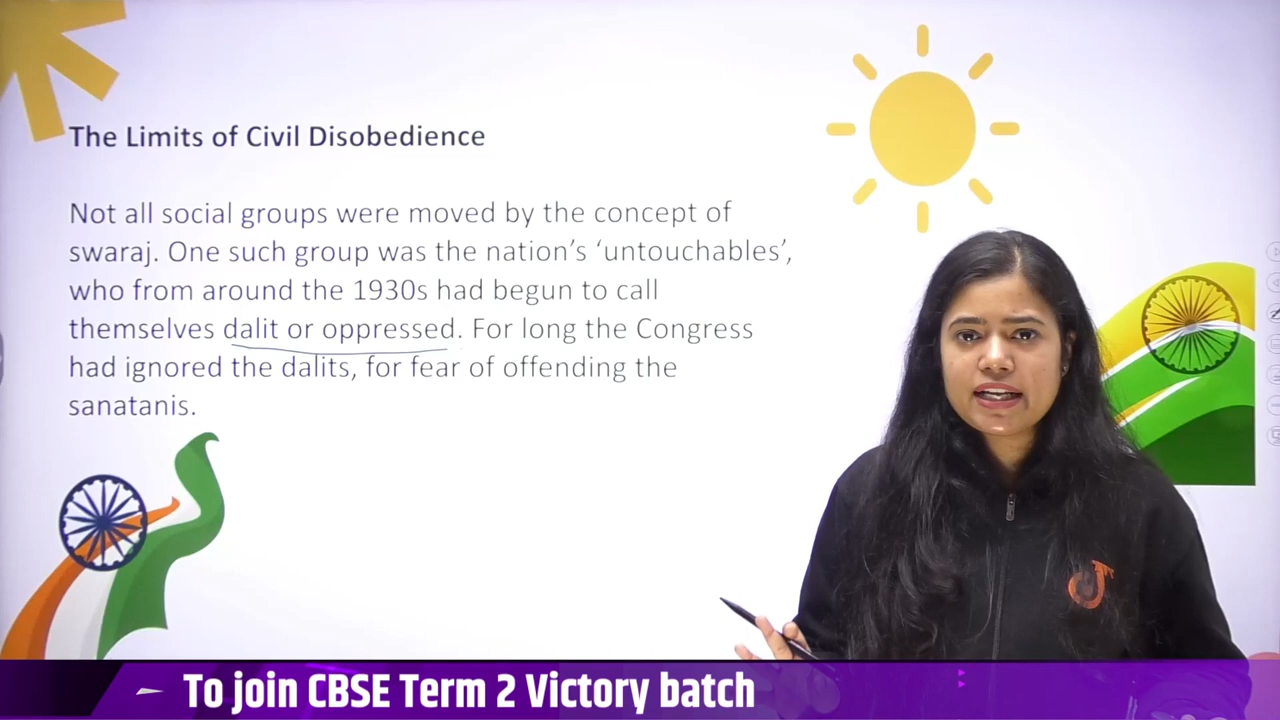 The Limits of Civil Disobedience
Not all social groups were moved by the concept of
swaraj. One such group was the nation’s ‘untouchables’,
who from around the 1930s had begun to call
themselves dalit or oppressed. For long the Congress
had ignored the dalits, for fear of offending the
sanatanis.
To join CBSE Term 2 Victory batch